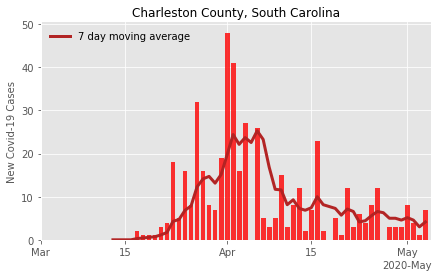 Charleston County, South Carolina
7 day moving average
New Covid-19 Cases
50
40
30
20
10
0
Mar
15
Apr
15
May
2020-May